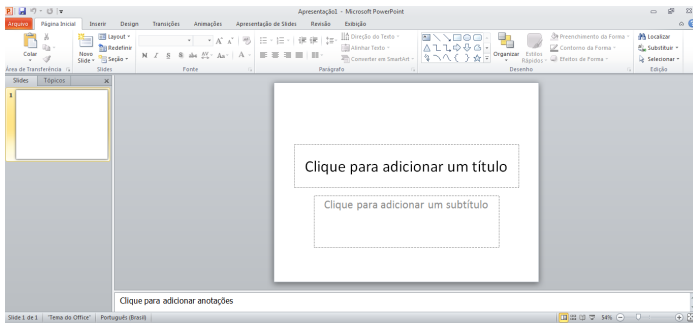 Apresentação1 - Microsoft PowerPoint
Arquivo Página Inicial Inserir Design Transições Animações Apresentação de Slides Revisão Exibição
Layout Direção do Texto Preenchimento da Forma Localizar
Colar Novo Slide Redefinir Alinhar Texto Organizar Estilos Rápidos Contorno da Forma Substituir
Seção N I S S abc AV Aa A Converter em SmartArt Efeitos de Forma Selecionar
Área de Transferência Slides Fonte Parágrafo Desenho Edição
Slides Tópicos
1
Clique para adicionar um título
Clique para adicionar um subtítulo
Clique para adicionar anotações
Slide 1 de 1 "Tema do Office" Português (Brasil) 54%